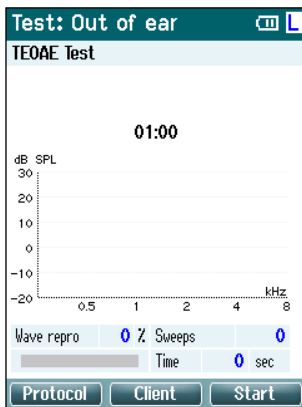 Test: Out of ear L
TEOAE Test
01:00
dB SPL
30
20
10
0
-10
-20
kHz
0.5 1 2 4 8
Wave repro 0 % Sweeps 0
Time 0 sec
Protocol Client Start